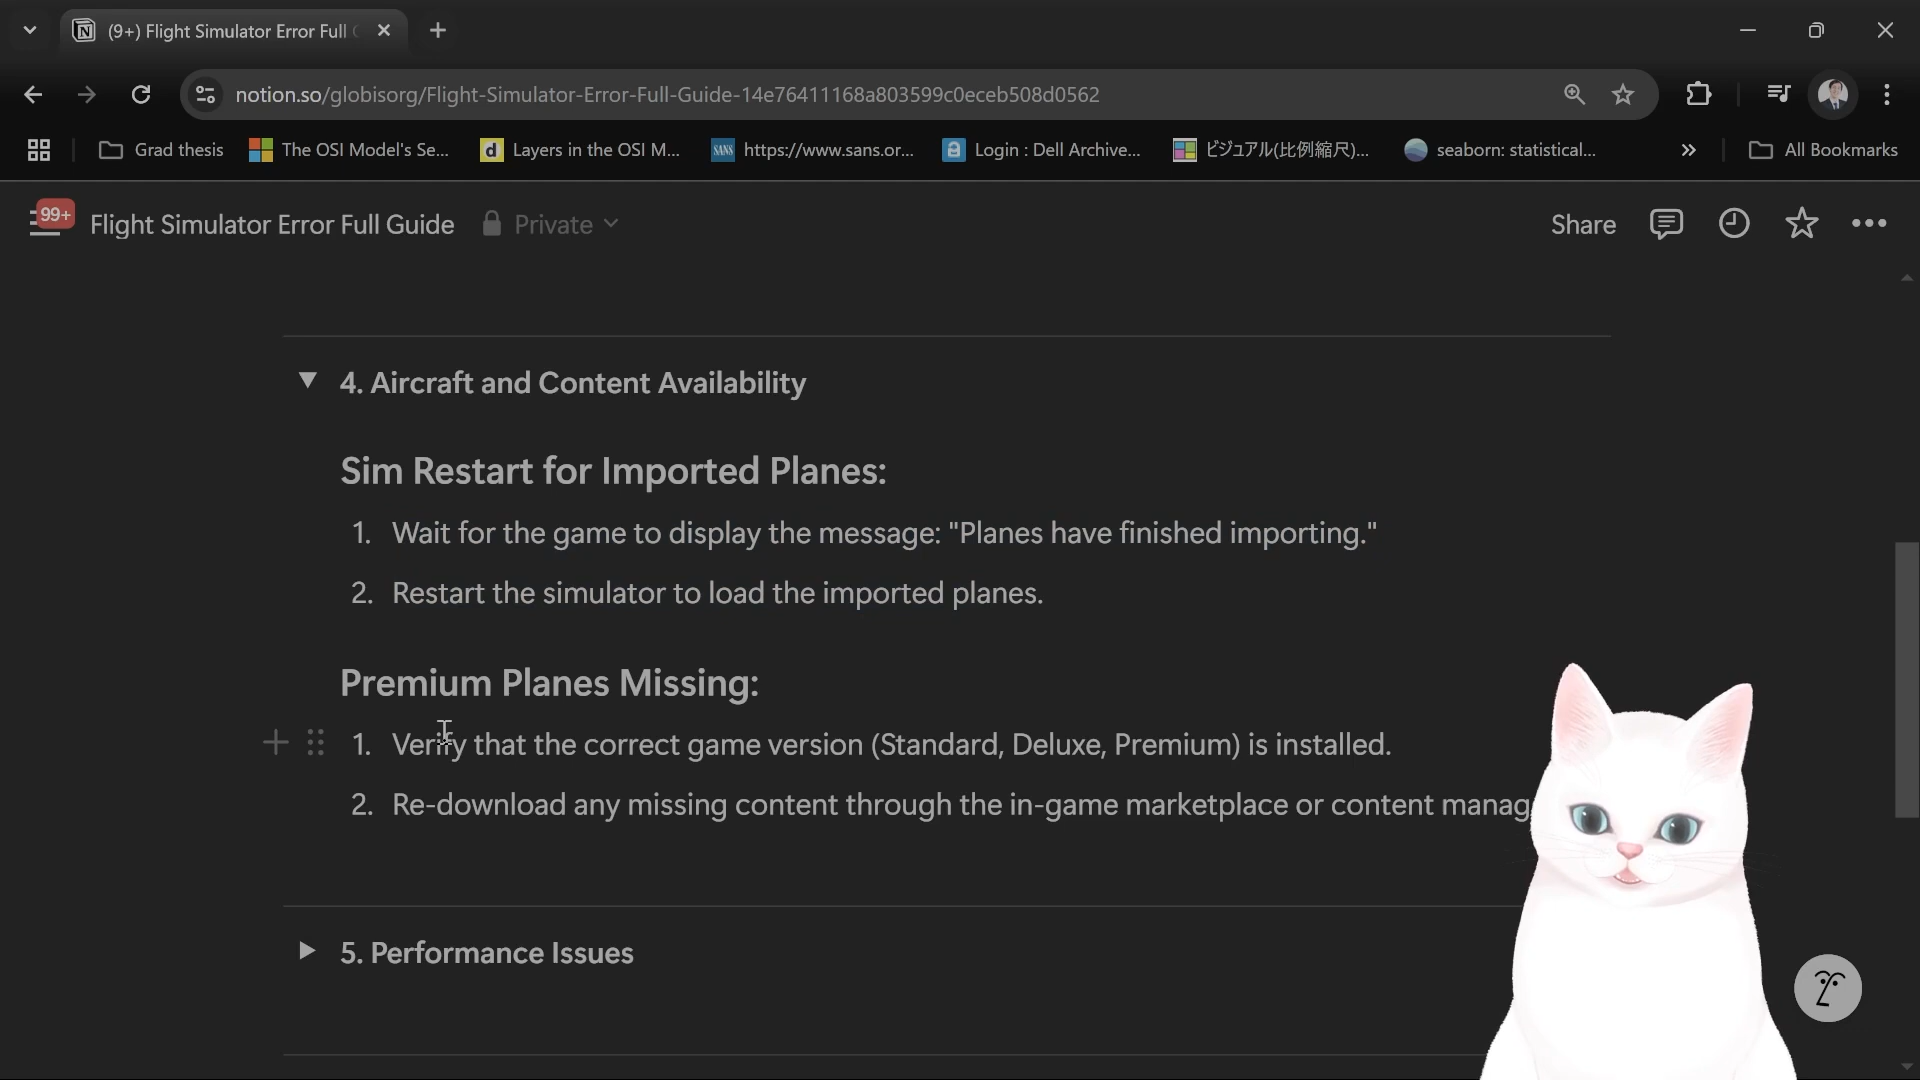 (9+) Flight Simulator Error Full
notion.so/globisorg/Flight-Simulator-Error-Full-Guide-14e76411168a803599c0eceb508d0562
Grad thesis
The OSI Model's Se...
d
Layers in the OSI M...
SANS
https://www.sans.or...
Login : Dell Archive...
ビジュアル(比例縮尺)...
seaborn: statistical...
All Bookmarks
99+
Flight Simulator Error Full Guide
Private
Share
4. Aircraft and Content Availability
Sim Restart for Imported Planes:
1. Wait for the game to display the message: "Planes have finished importing."
2. Restart the simulator to load the imported planes.
Premium Planes Missing:
1. Verify that the correct game version (Standard, Deluxe, Premium) is installed.
2. Re-download any missing content through the in-game marketplace or content manag
5. Performance Issues